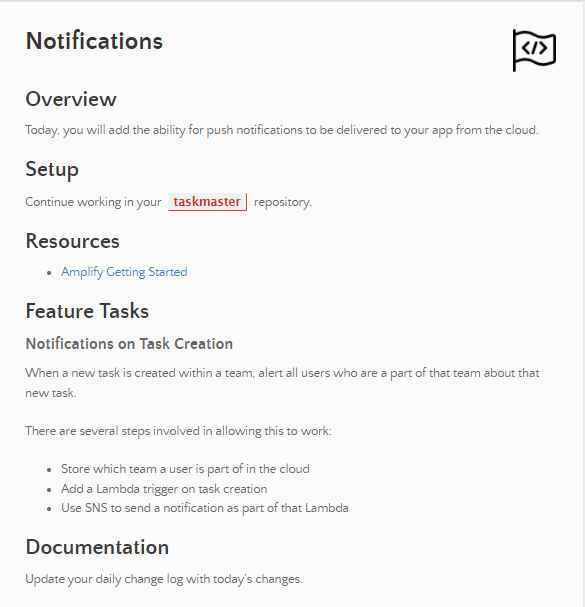 Notifications
</>
Overview
Today, you will add the ability for push notifications to be delivered to your app from the cloud.
Setup
Continue working in your taskmaster repository.
Resources
• Amplify Getting Started
Feature Tasks
Notifications on Task Creation
When a new task is created within a team, alert all users who are a part of that team about that
new task.
There are several steps involved in allowing this to work:
• Store which team a user is part of in the cloud
• Add a Lambda trigger on task creation
• Use SNS to send a notification as part of that Lambda
Documentation
Update your daily change log with today's changes.